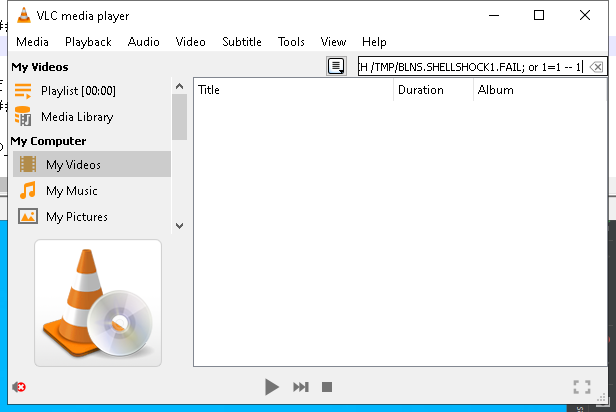 VLC media player
Media Playback Audio Video Subtitle Tools View Help
My Videos
H /TMP/BLNS.SHELLSHOCK1.FAIL; or 1=1 -- 1
Playlist [00:00]
Media Library
My Computer
My Videos
My Music
My Pictures
Title Duration Album